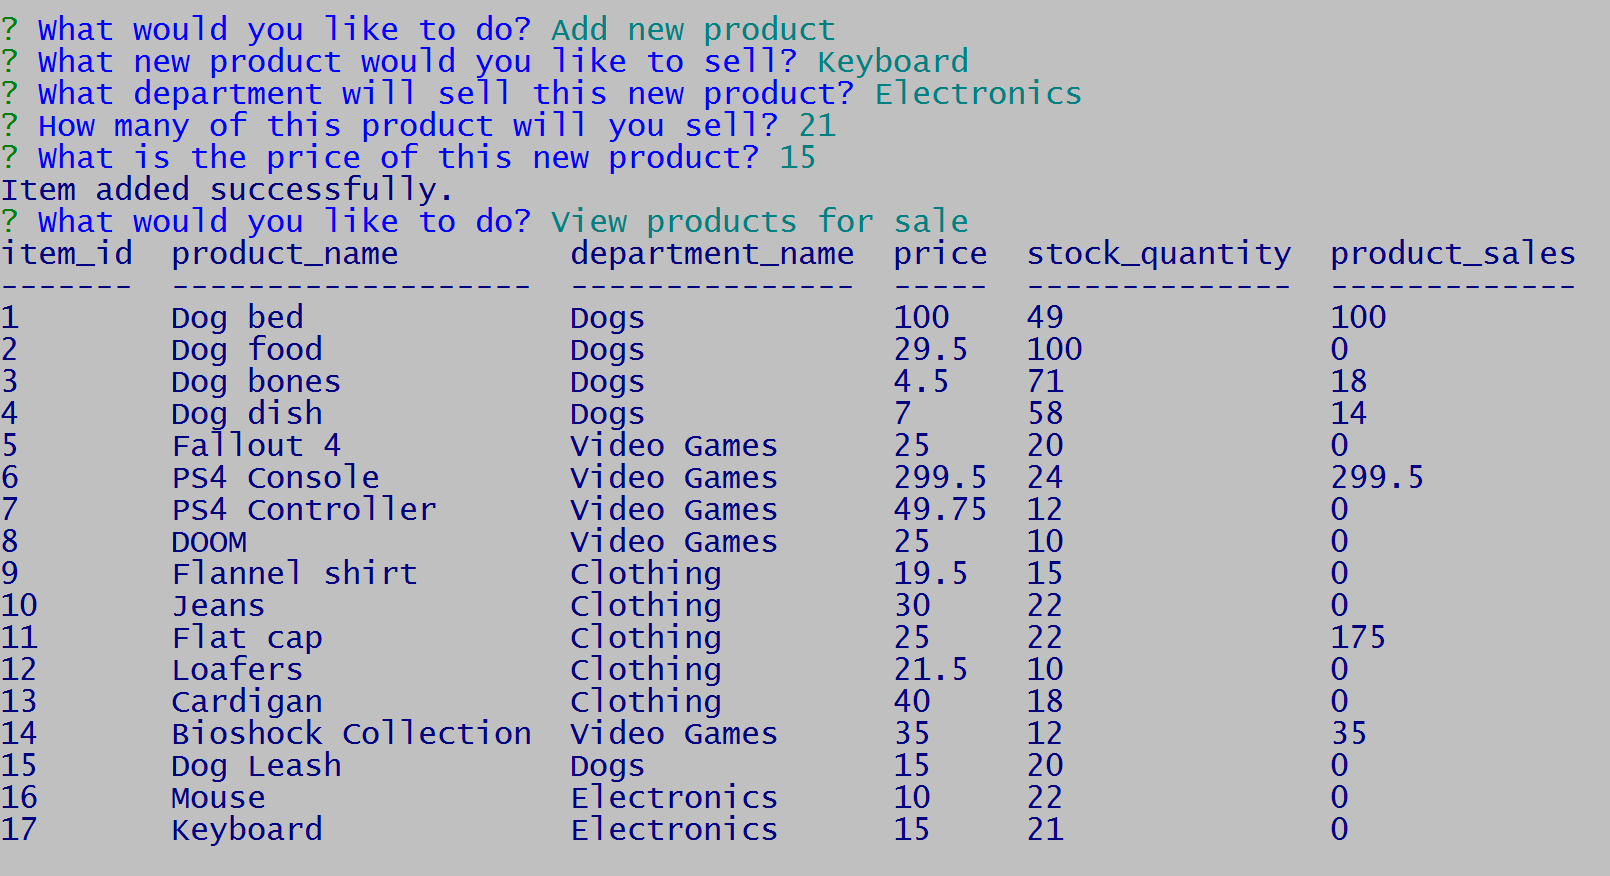 ? What would you like to do? Add new product
? What new product would you like to sell? Keyboard
? What department will sell this new product? Electronics
? How many of this product will you sell? 21
? What is the price of this new product? 15
Item added successfully.
? What would you like to do? View products for sale
item_id  product_name         department_name  price  stock_quantity  product_sales
-------  -------------------  ---------------  -----  --------------  -------------
1        Dog bed              Dogs             100    49              100
2        Dog food             Dogs             29.5   100             0
3        Dog bones            Dogs             4.5    71              18
4        Dog dish             Dogs             7      58              14
5        Fallout 4            Video Games      25     20              0
6        PS4 Console          Video Games      299.5  24              299.5
7        PS4 Controller       Video Games      49.75  12              0
8        DOOM                 Video Games      25     10              0
9        Flannel shirt        Clothing         19.5   15              0
10       Jeans                Clothing         30     22              0
11       Flat cap             Clothing         25     22              175
12       Loafers              Clothing         21.5   10              0
13       Cardigan             Clothing         40     18              0
14       Bioshock Collection  Video Games      35     12              35
15       Dog Leash            Dogs             15     20              0
16       Mouse                Electronics      10     22              0
17       Keyboard             Electronics      15     21              0